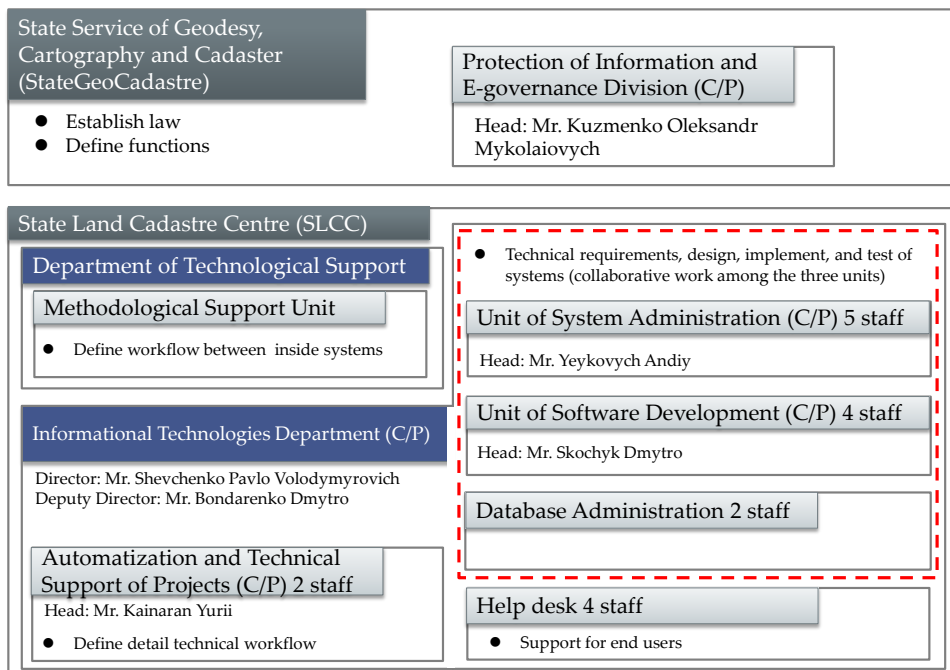 State Service of Geodesy,
Cartography and Cadaster
(StateGeoCadastre)
● Establish law
● Define functions
Protection of Information and
E-governance Division (C/P)
Head: Mr. Kuzmenko Oleksandr
Mykolaiovych
State Land Cadastre Centre (SLCC)
Department of Technological Support
Methodological Support Unit
● Define workflow between inside systems
Informational Technologies Department (C/P)
Director: Mr. Shevchenko Pavlo Volodymyrovich
Deputy Director: Mr. Bondarenko Dmytro
Automatization and Technical
Support of Projects (C/P) 2 staff
Head: Mr. Kainaran Yurii
● Define detail technical workflow
● Technical requirements, design, implement, and test of
systems (collaborative work among the three units)
Unit of System Administration (C/P) 5 staff
Head: Mr. Yeykovych Andiy
Unit of Software Development (C/P) 4 staff
Head: Mr. Skochyk Dmytro
Database Administration 2 staff
Help desk 4 staff
● Support for end users